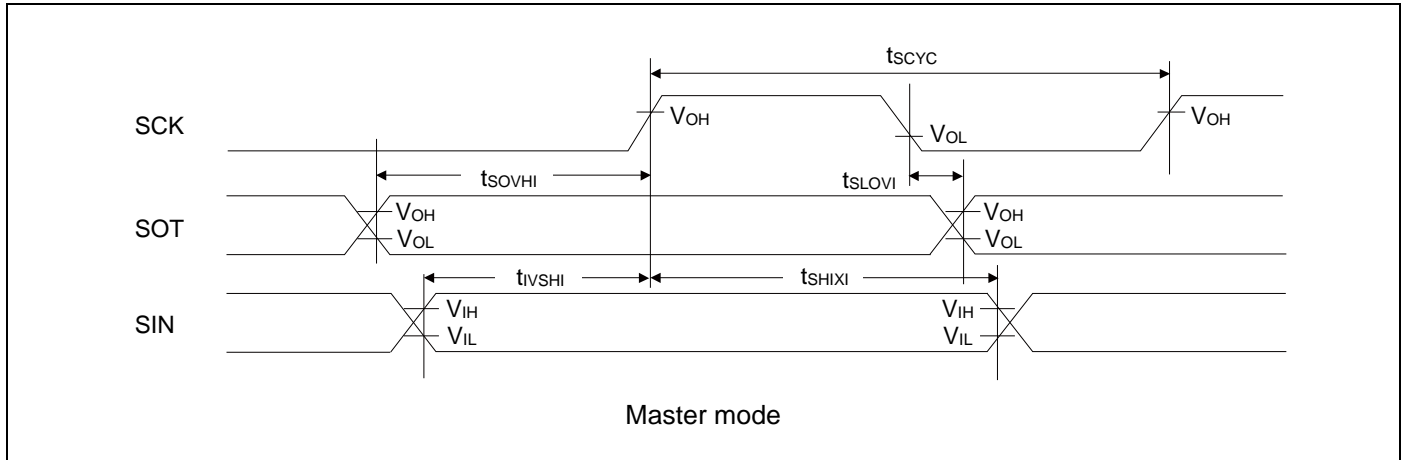 tSCYC
SCK
VOH
VOL
VOH
tSOVHI
tSLOVI
SOT
VOH
VOL
VOH
VOL
tIVSHI
tSHIXI
SIN
VIH
VIL
VIH
VIL
Master mode